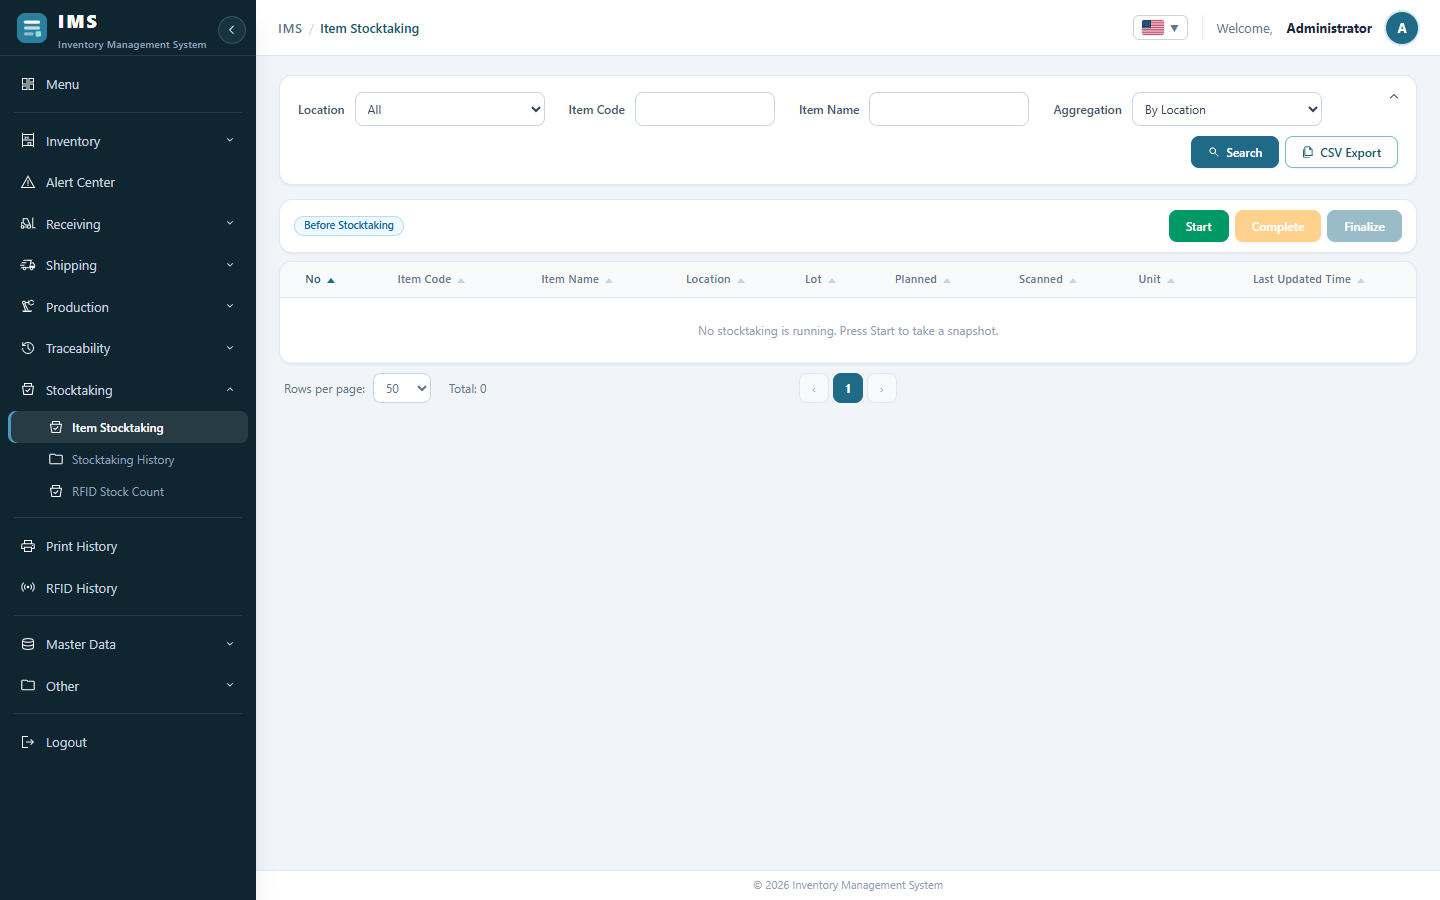 IMS
Inventory Management System
Menu
Inventory
Alert Center
Receiving
Shipping
Production
Traceability
Stocktaking
Item Stocktaking
Stocktaking History
RFID Stock Count
Print History
RFID History
Master Data
Other
Logout
IMS / Item Stocktaking
Welcome, Administrator A
Location All Item Code Item Name Aggregation By Location
Search CSV Export
Before Stocktaking Start Complete Finalize
No Item Code Item Name Location Lot Planned Scanned Unit Last Updated Time
No stocktaking is running. Press Start to take a snapshot.
Rows per page: 50 Total: 0 ‹ 1 ›
© 2026 Inventory Management System